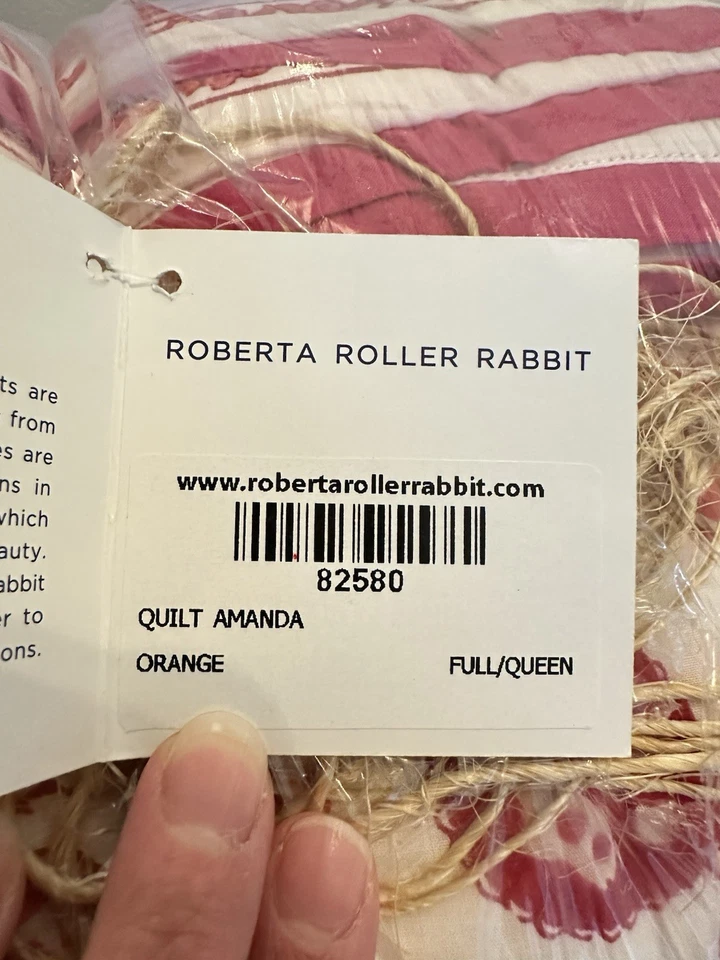 ts are
from
es are
ns in
which
auty.
abbit
r to
ons.
ROBERTA ROLLER RABBIT
www.robertarollerrabbit.com
82580
QUILT AMANDA
ORANGE FULL/QUEEN